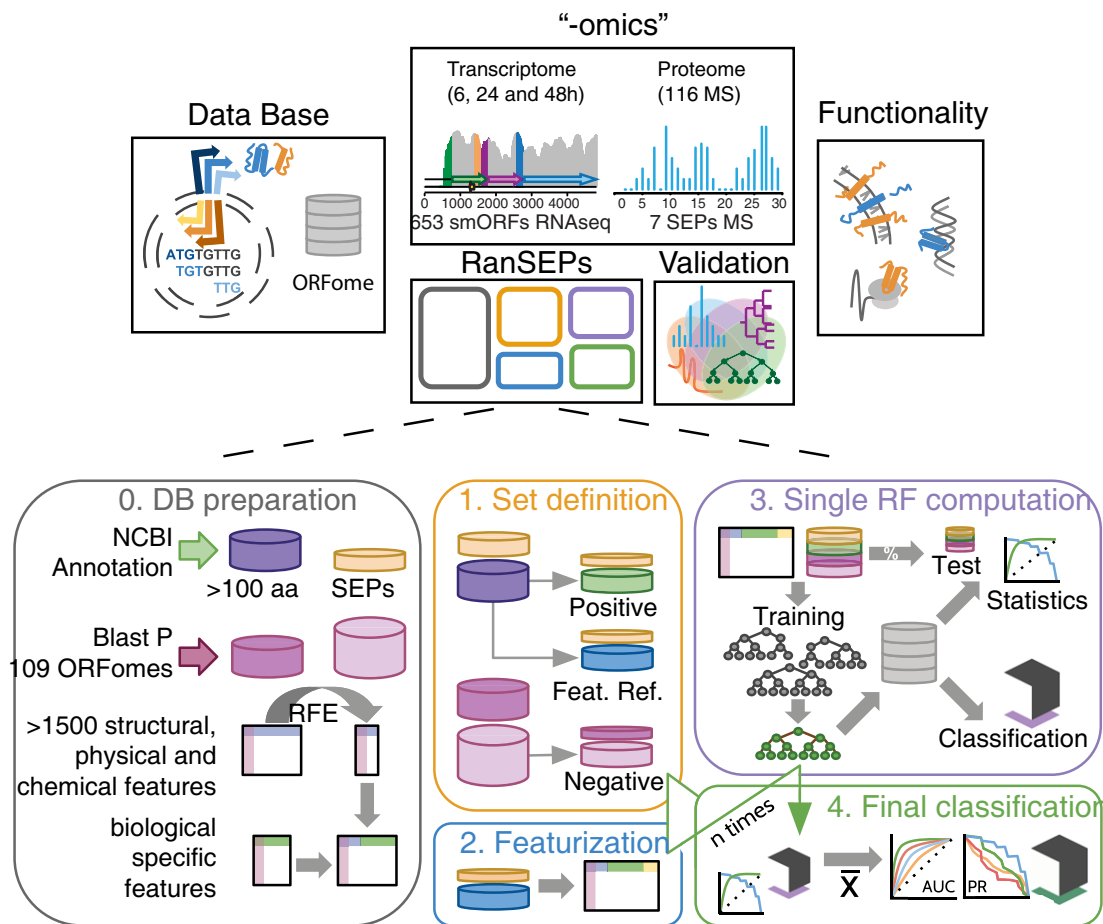 “-omics”
Transcriptome
(6, 24 and 48h)
Proteome
(116 MS)
0 1000 2000 3000 4000
653 smORFs RNAseq
0 5 10 15 20 25 30
7 SEPs MS
Data Base
ATGTGTTG
TGTGTTG
TTG
ORFome
Functionality
RanSEPs
Validation
0. DB preparation
NCBI
Annotation
>100 aa
SEPs
Blast P
109 ORFomes
RFE
>1500 structural,
physical and
chemical features
biological
specific
features
1. Set definition
Positive
Feat. Ref.
Negative
2. Featurization
3. Single RF computation
%
Test
Statistics
Training
Classification
4. Final classification
n times
X
AUC
PR